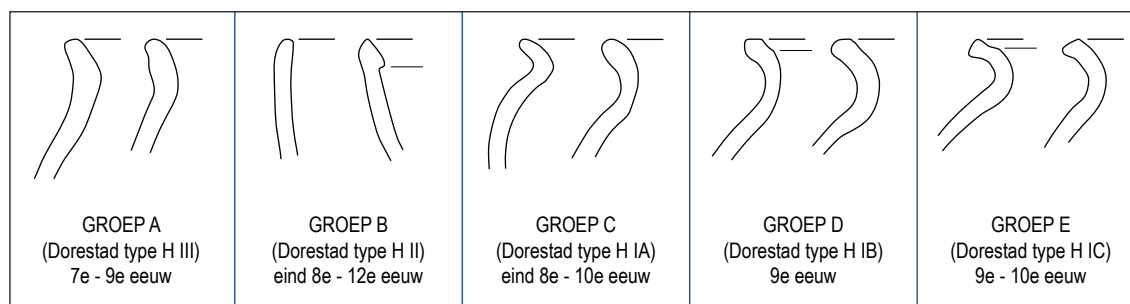 GROEP A
(Dorestad type H III)
7e - 9e eeuw
GROEP B
(Dorestad type H II)
eind 8e - 12e eeuw
GROEP C
(Dorestad type H IA)
eind 8e - 10e eeuw
GROEP D
(Dorestad type H IB)
9e eeuw
GROEP E
(Dorestad type H IC)
9e - 10e eeuw